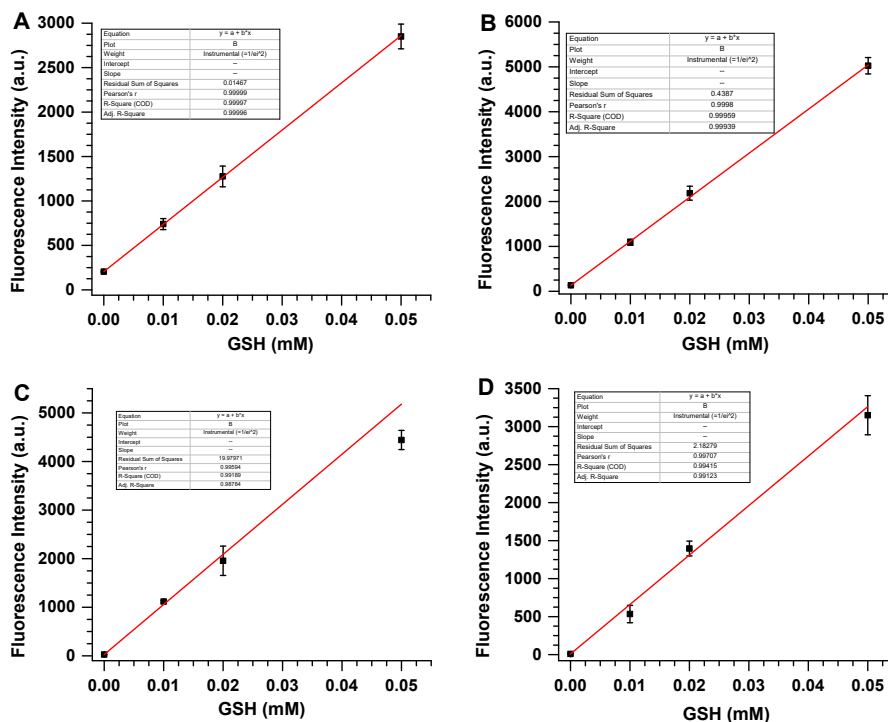 A
Fluorescence Intensity (a.u.)
3000
2500
2000
1500
1000
500
0
Equation y = a + b*x
Plot B
Weight Instrumental (=1/ei^2)
Intercept --
Slope --
Residual Sum of Squares 0.01467
Pearson's r 0.99999
R-Square (COD) 0.99997
Adj. R-Square 0.99996
0.00 0.01 0.02 0.03 0.04 0.05
GSH (mM)
B
Fluorescence Intensity (a.u.)
6000
5000
4000
3000
2000
1000
0
Equation y = a + b*x
Plot B
Weight Instrumental (=1/ei^2)
Intercept --
Slope --
Residual Sum of Squares 0.4387
Pearson's r 0.9998
R-Square (COD) 0.99959
Adj. R-Square 0.99939
0.00 0.01 0.02 0.03 0.04 0.05
GSH (mM)
C
Fluorescence Intensity (a.u.)
5000
4000
3000
2000
1000
0
Equation y = a + b*x
Plot B
Weight Instrumental (=1/ei^2)
Intercept --
Slope --
Residual Sum of Squares 19.97971
Pearson's r 0.99594
R-Square (COD) 0.99189
Adj. R-Square 0.98784
0.00 0.01 0.02 0.03 0.04 0.05
GSH (mM)
D
Fluorescence Intensity (a.u.)
3500
3000
2500
2000
1500
1000
500
0
Equation y = a + b*x
Plot B
Weight Instrumental (=1/ei^2)
Intercept --
Slope --
Residual Sum of Squares 2.18279
Pearson's r 0.99707
R-Square (COD) 0.99415
Adj. R-Square 0.99123
0.00 0.01 0.02 0.03 0.04 0.05
GSH (mM)